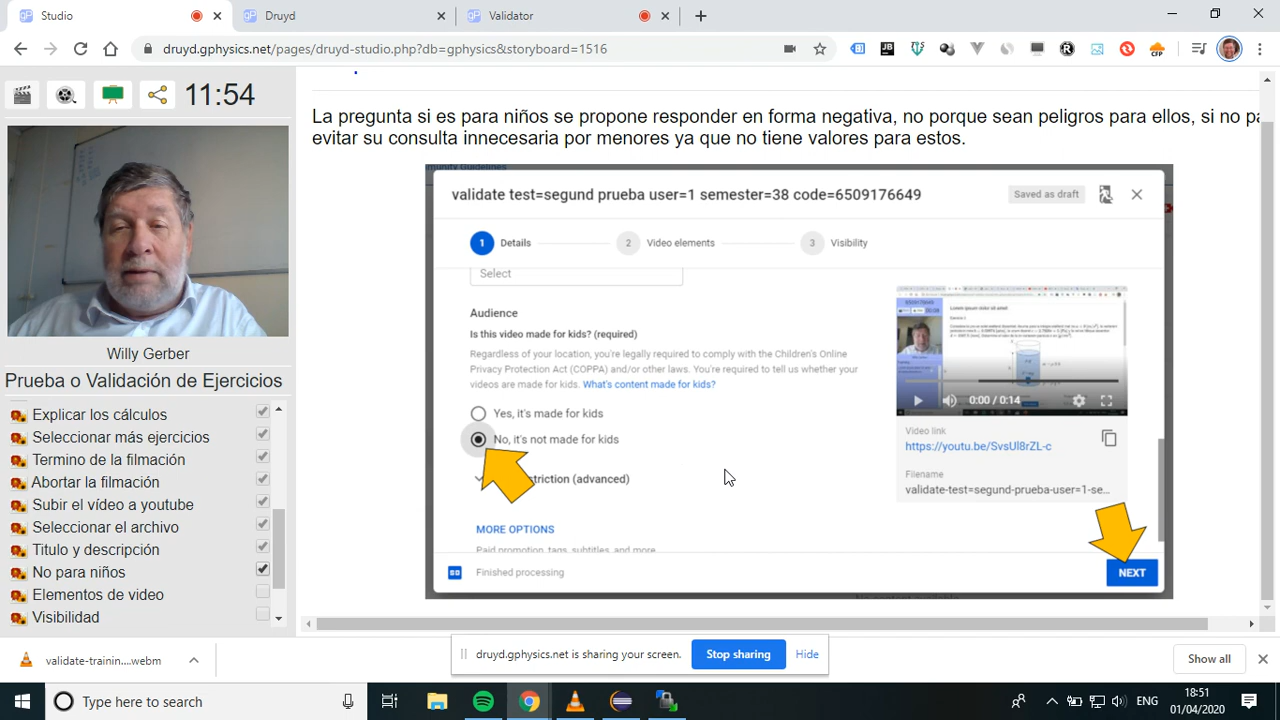 Studio
Druyd
Validator
druyd.gphysics.net/pages/druyd-studio.php?db=gphysics&storyboard=1516
11:54
Willy Gerber
Prueba o Validación de Ejercicios
Explicar los cálculos
Seleccionar más ejercicios
Termino de la filmación
Abortar la filmación
Subir el vídeo a youtube
Seleccionar el archivo
Titulo y descripción
No para niños
Elementos de video
Visibilidad
La pregunta si es para niños se propone responder en forma negativa, no porque sean peligros para ellos, si no pa
evitar su consulta innecesaria por menores ya que no tiene valores para estos.
validate test=segund prueba user=1 semester=38 code=6509176649
Saved as draft
1 Details
2 Video elements
3 Visibility
Select
Audience
Is this video made for kids? (required)
Regardless of your location, you're legally required to comply with the Children's Online
Privacy Protection Act (COPPA) and/or other laws. You're required to tell us whether your
videos are made for kids. What's content made for kids?
Yes, it's made for kids
No, it's not made for kids
striction (advanced)
MORE OPTIONS
Paid promotion, tags, subtitles, and more
SD Finished processing
0:00 / 0:14
Video link
https://youtu.be/SvsUl8rZL-c
Filename
validate-test=segund-prueba-user=1-se...
NEXT
druyd.gphysics.net is sharing your screen.
Stop sharing
Hide
validate-trainin....webm
Show all
Type here to search
ENG
18:51
01/04/2020